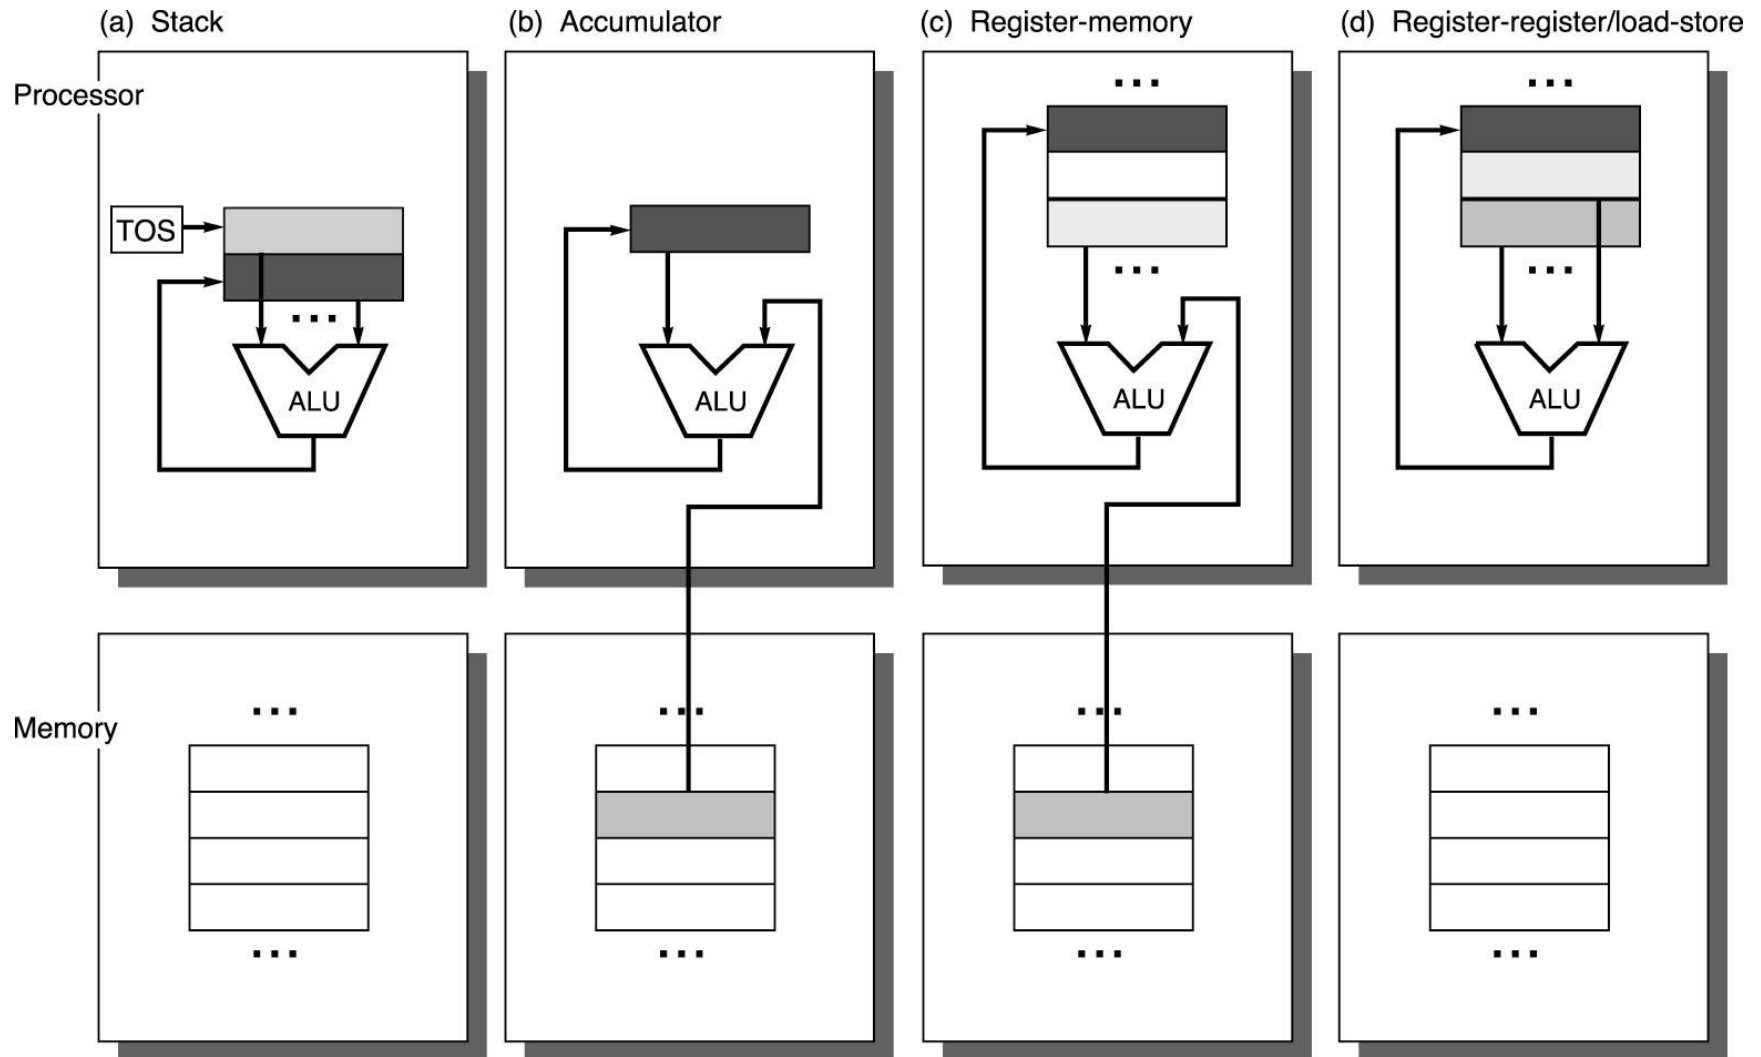 (a) Stack
(b) Accumulator
(c) Register-memory
(d) Register-register/load-store
Processor
...
...
TOS
...
...
...
ALU
ALU
ALU
ALU
Memory
...
...
...
...
...
...
...
...